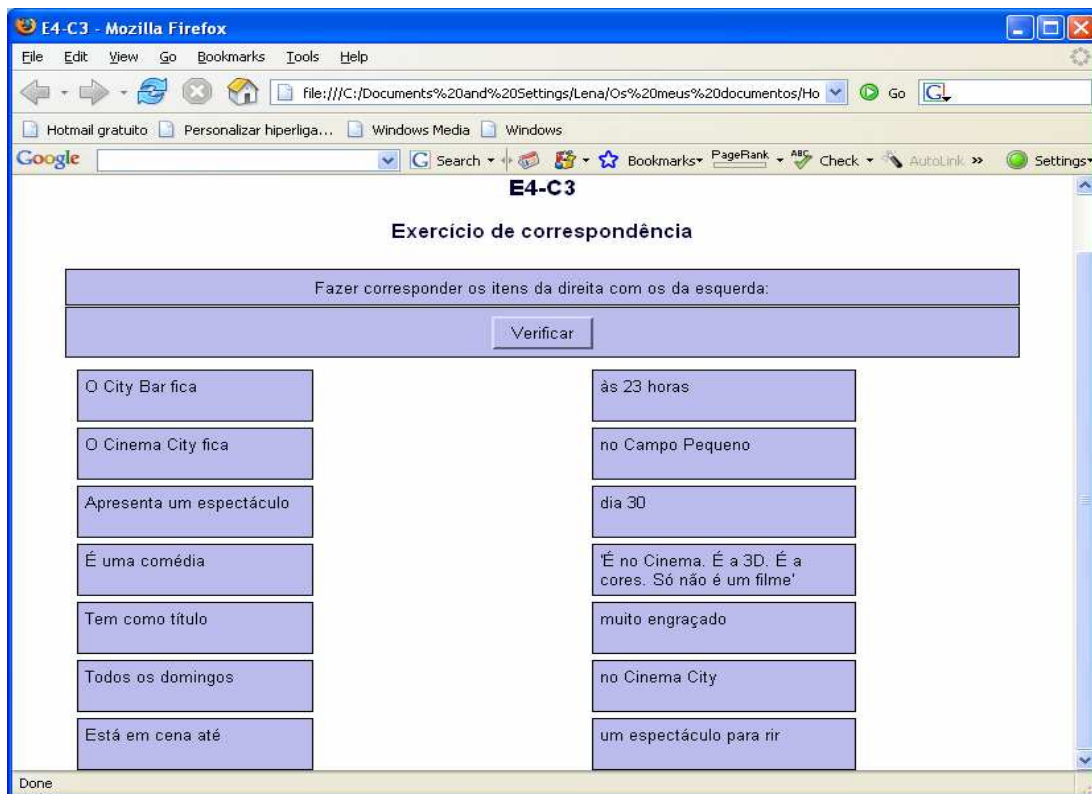 E4-C3 - Mozilla Firefox
File Edit View Go Bookmarks Tools Help
file:///C:/Documents%20and%20Settings/Lena/Os%20meus%20documentos/Ho Go G
Hotmail gratuito Personalizar hiperliga... Windows Media Windows
Google G Search Bookmarks PageRank ABC Check AutoLink » Settings
E4-C3
Exercício de correspondência
Fazer corresponder os itens da direita com os da esquerda:
Verificar
O City Bar fica
às 23 horas
O Cinema City fica
no Campo Pequeno
Apresenta um espectáculo
dia 30
É uma comédia
'É no Cinema. É a 3D. É a
cores. Só não é um filme'
Tem como título
muito engraçado
Todos os domingos
no Cinema City
Está em cena até
um espectáculo para rir
Done